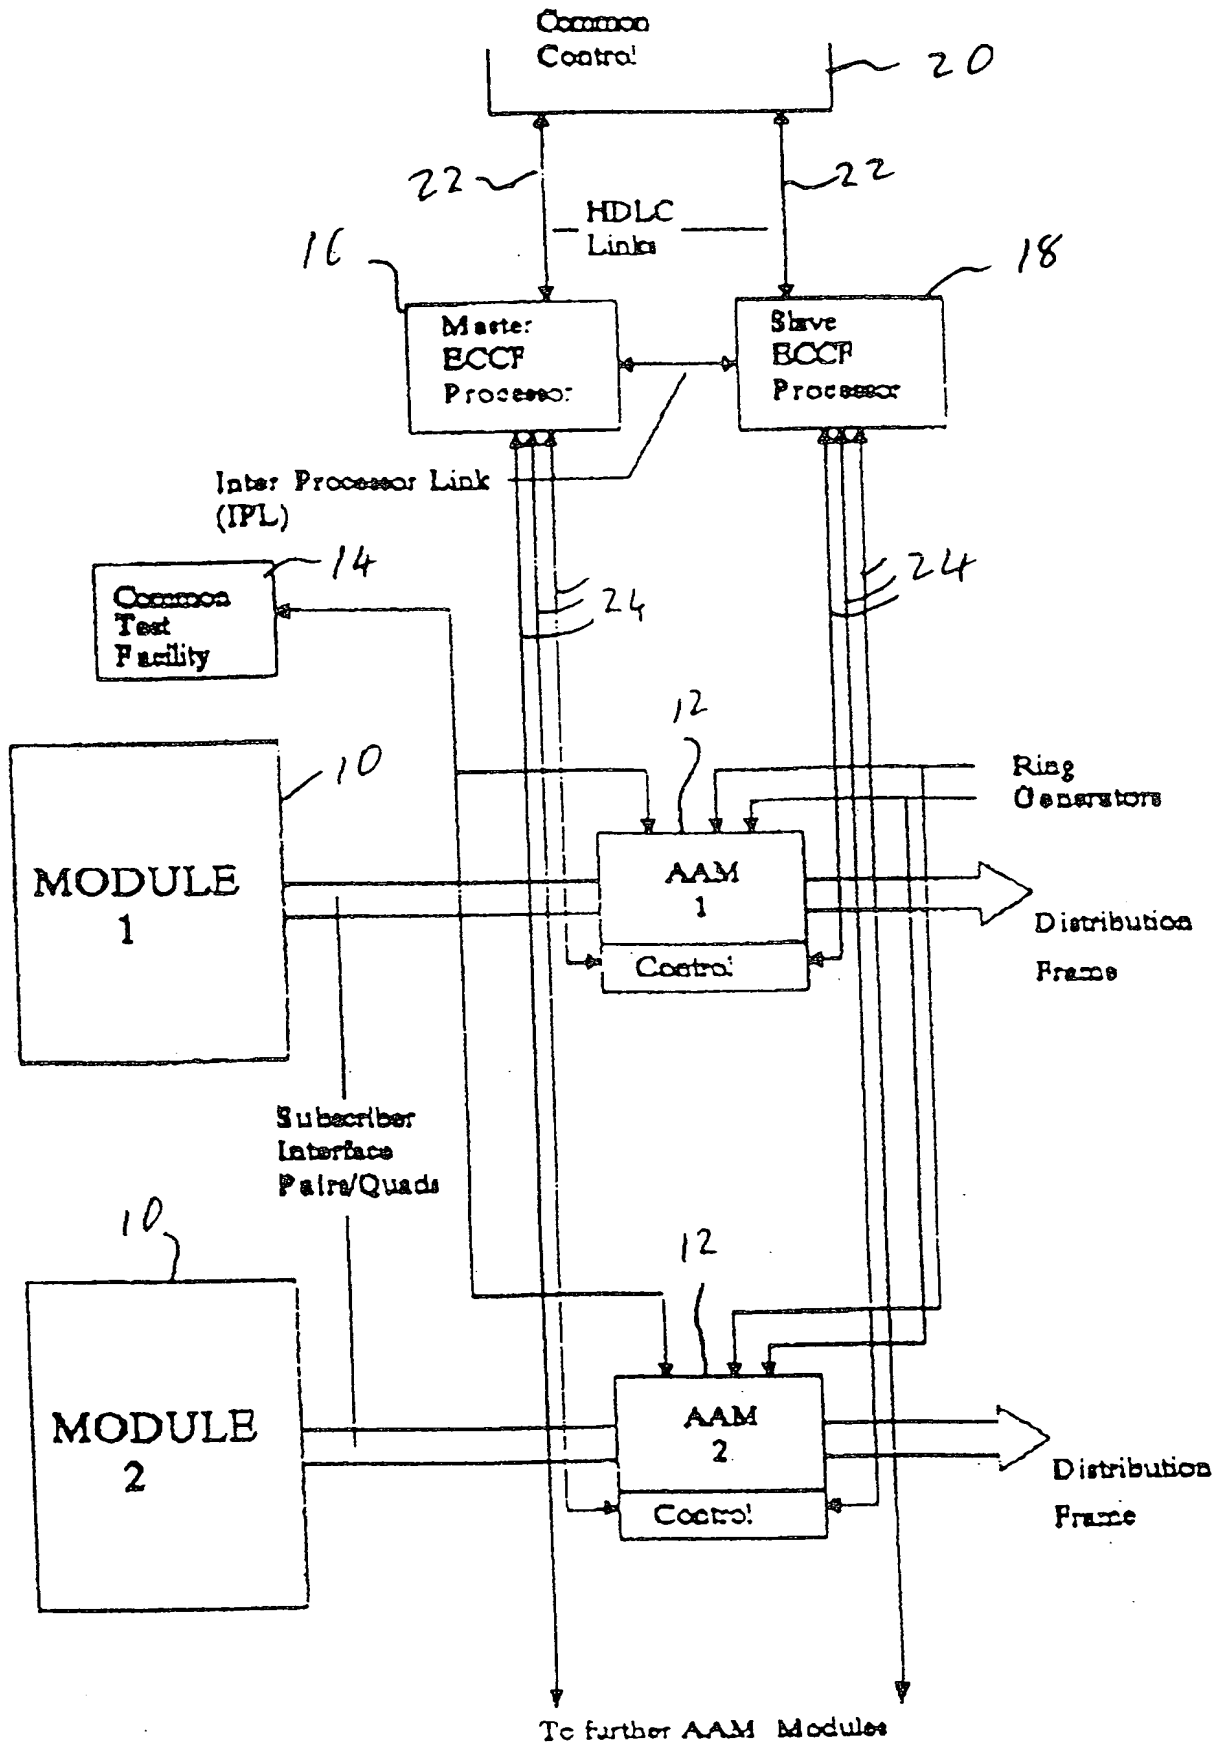 Common
Control
20
22
22
HDLC
Links
16
18
Master
ECCF
Processor
Slave
ECCF
Processor
Inter Processor Link
(IPL)
14
Common
Test
Facility
24
24
12
10
Ring
Generators
MODULE
1
AAM
1
Control
Distribution
Frame
Subscriber
Interface
Pairs/Quads
10
12
MODULE
2
AAM
2
Control
Distribution
Frame
To further AAM Modules